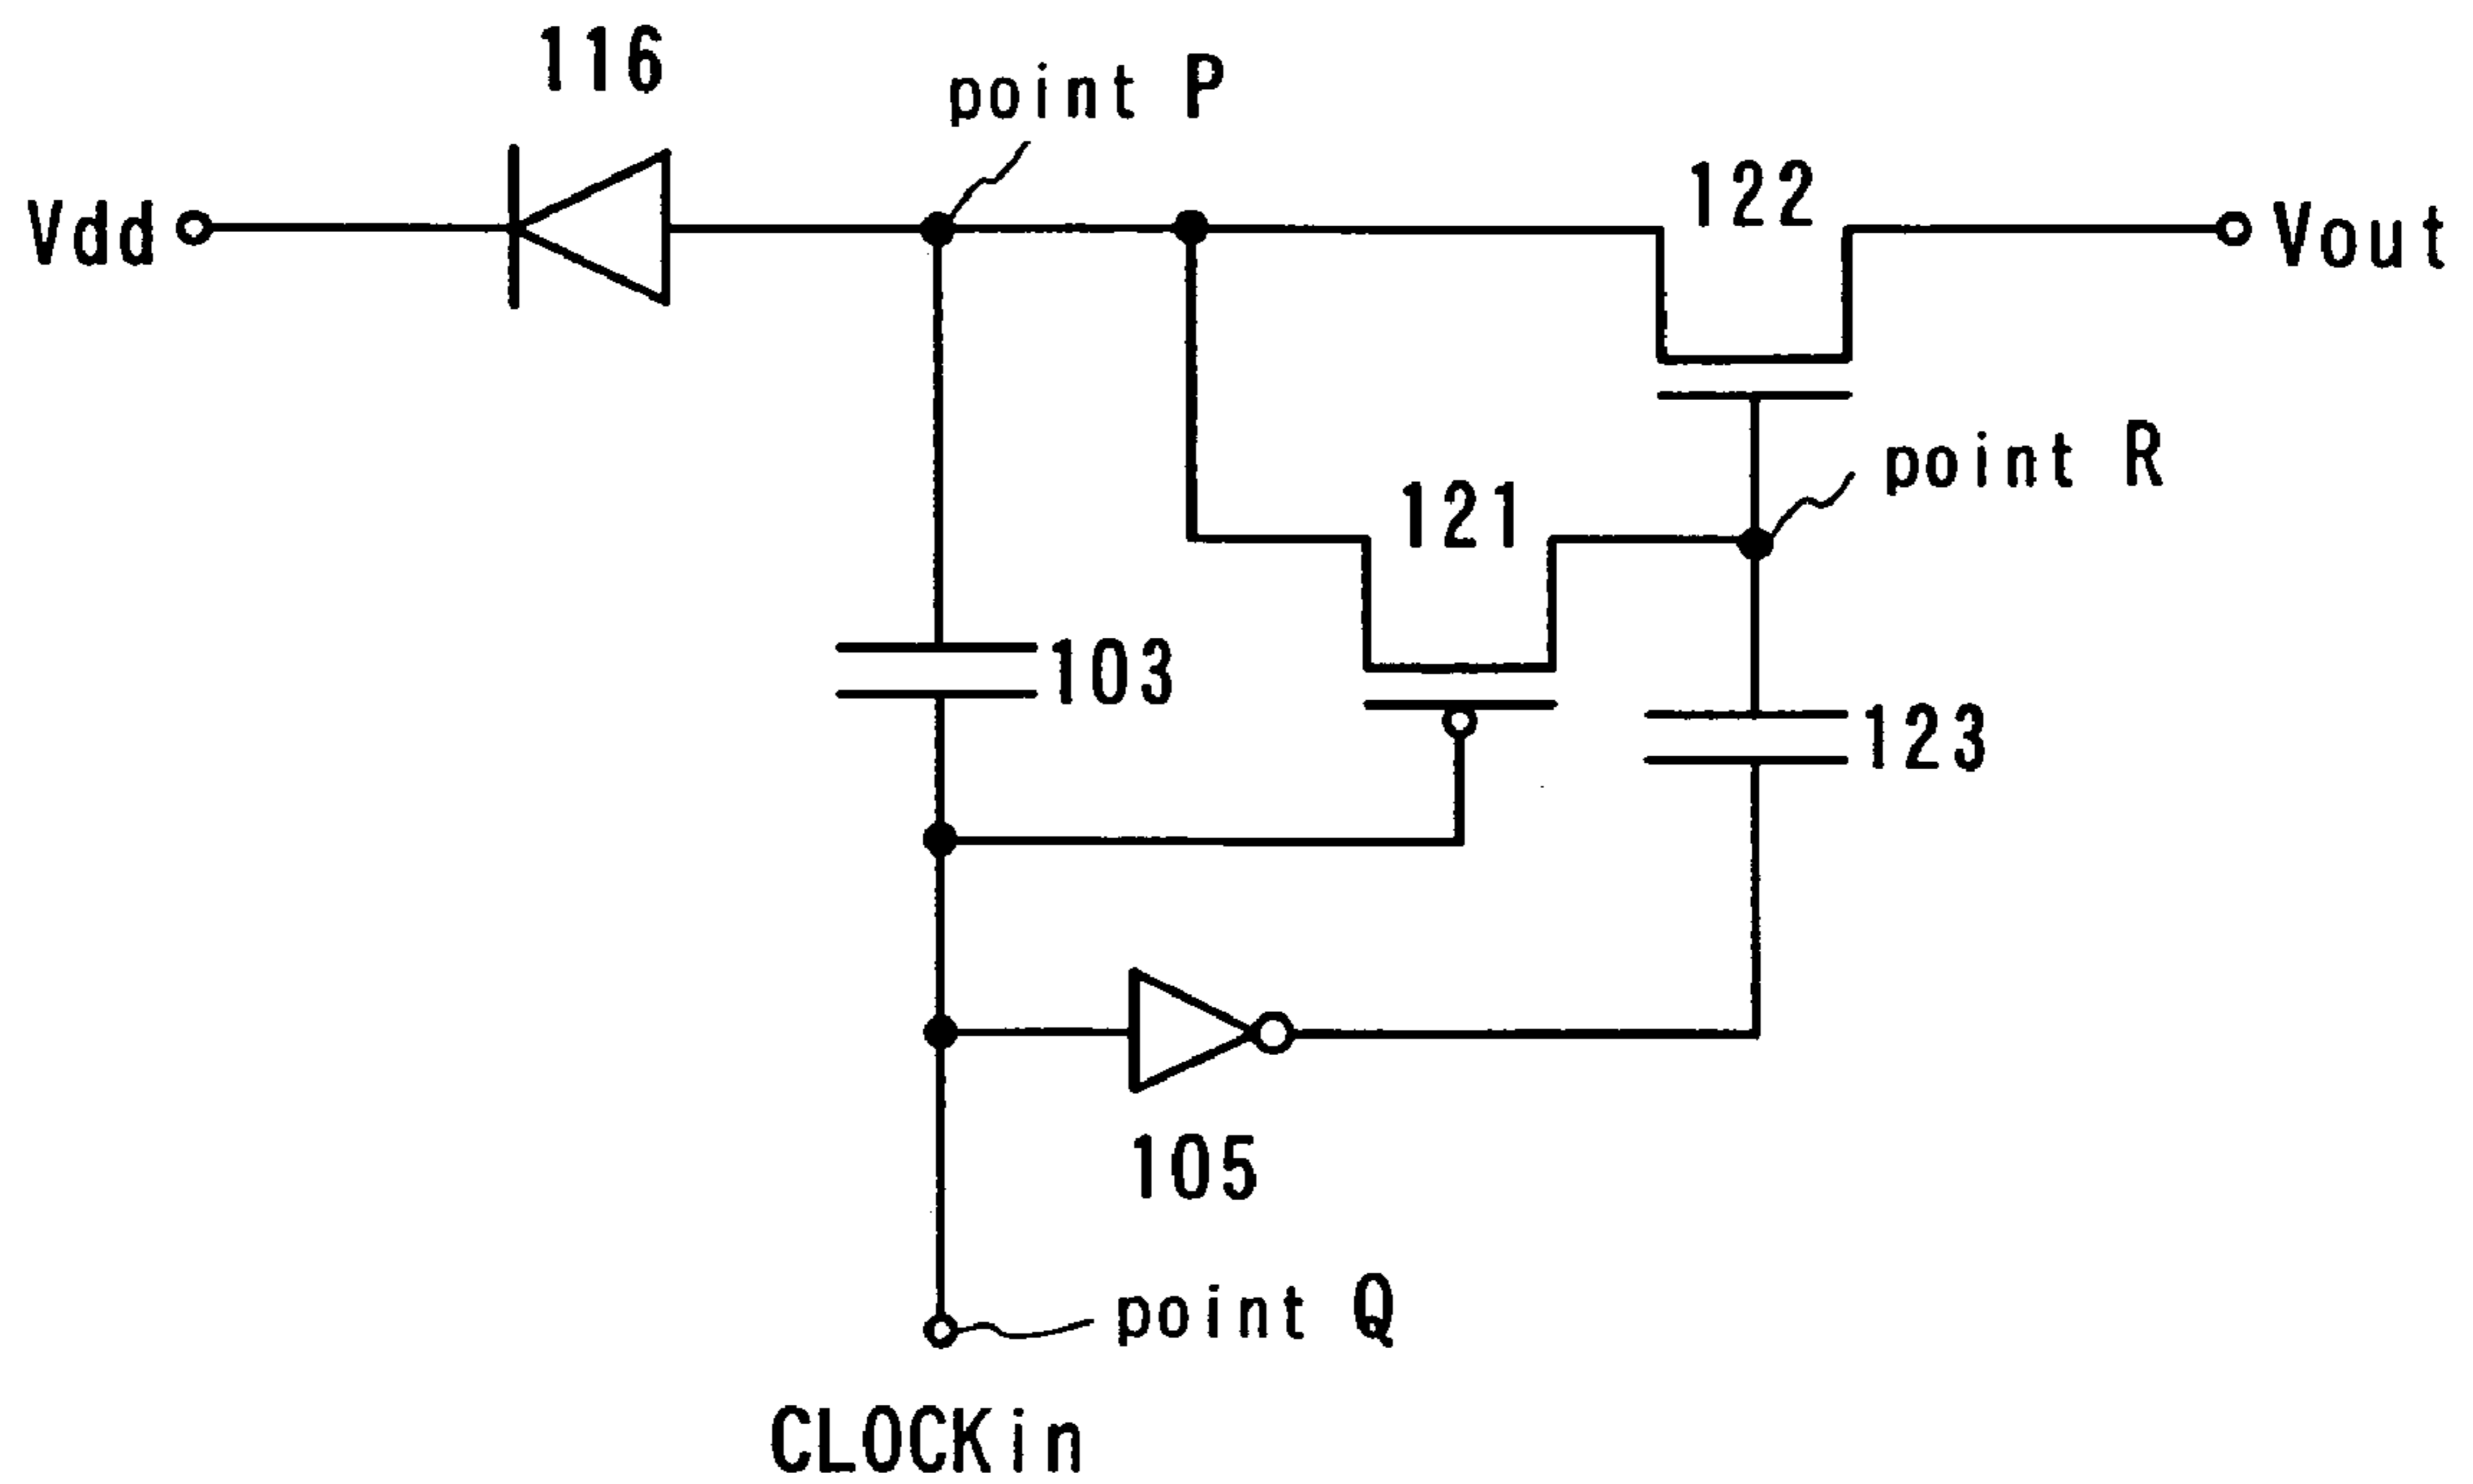 116
point P
Vdd
122
Vout
point R
121
103
123
105
point Q
CLOCKin